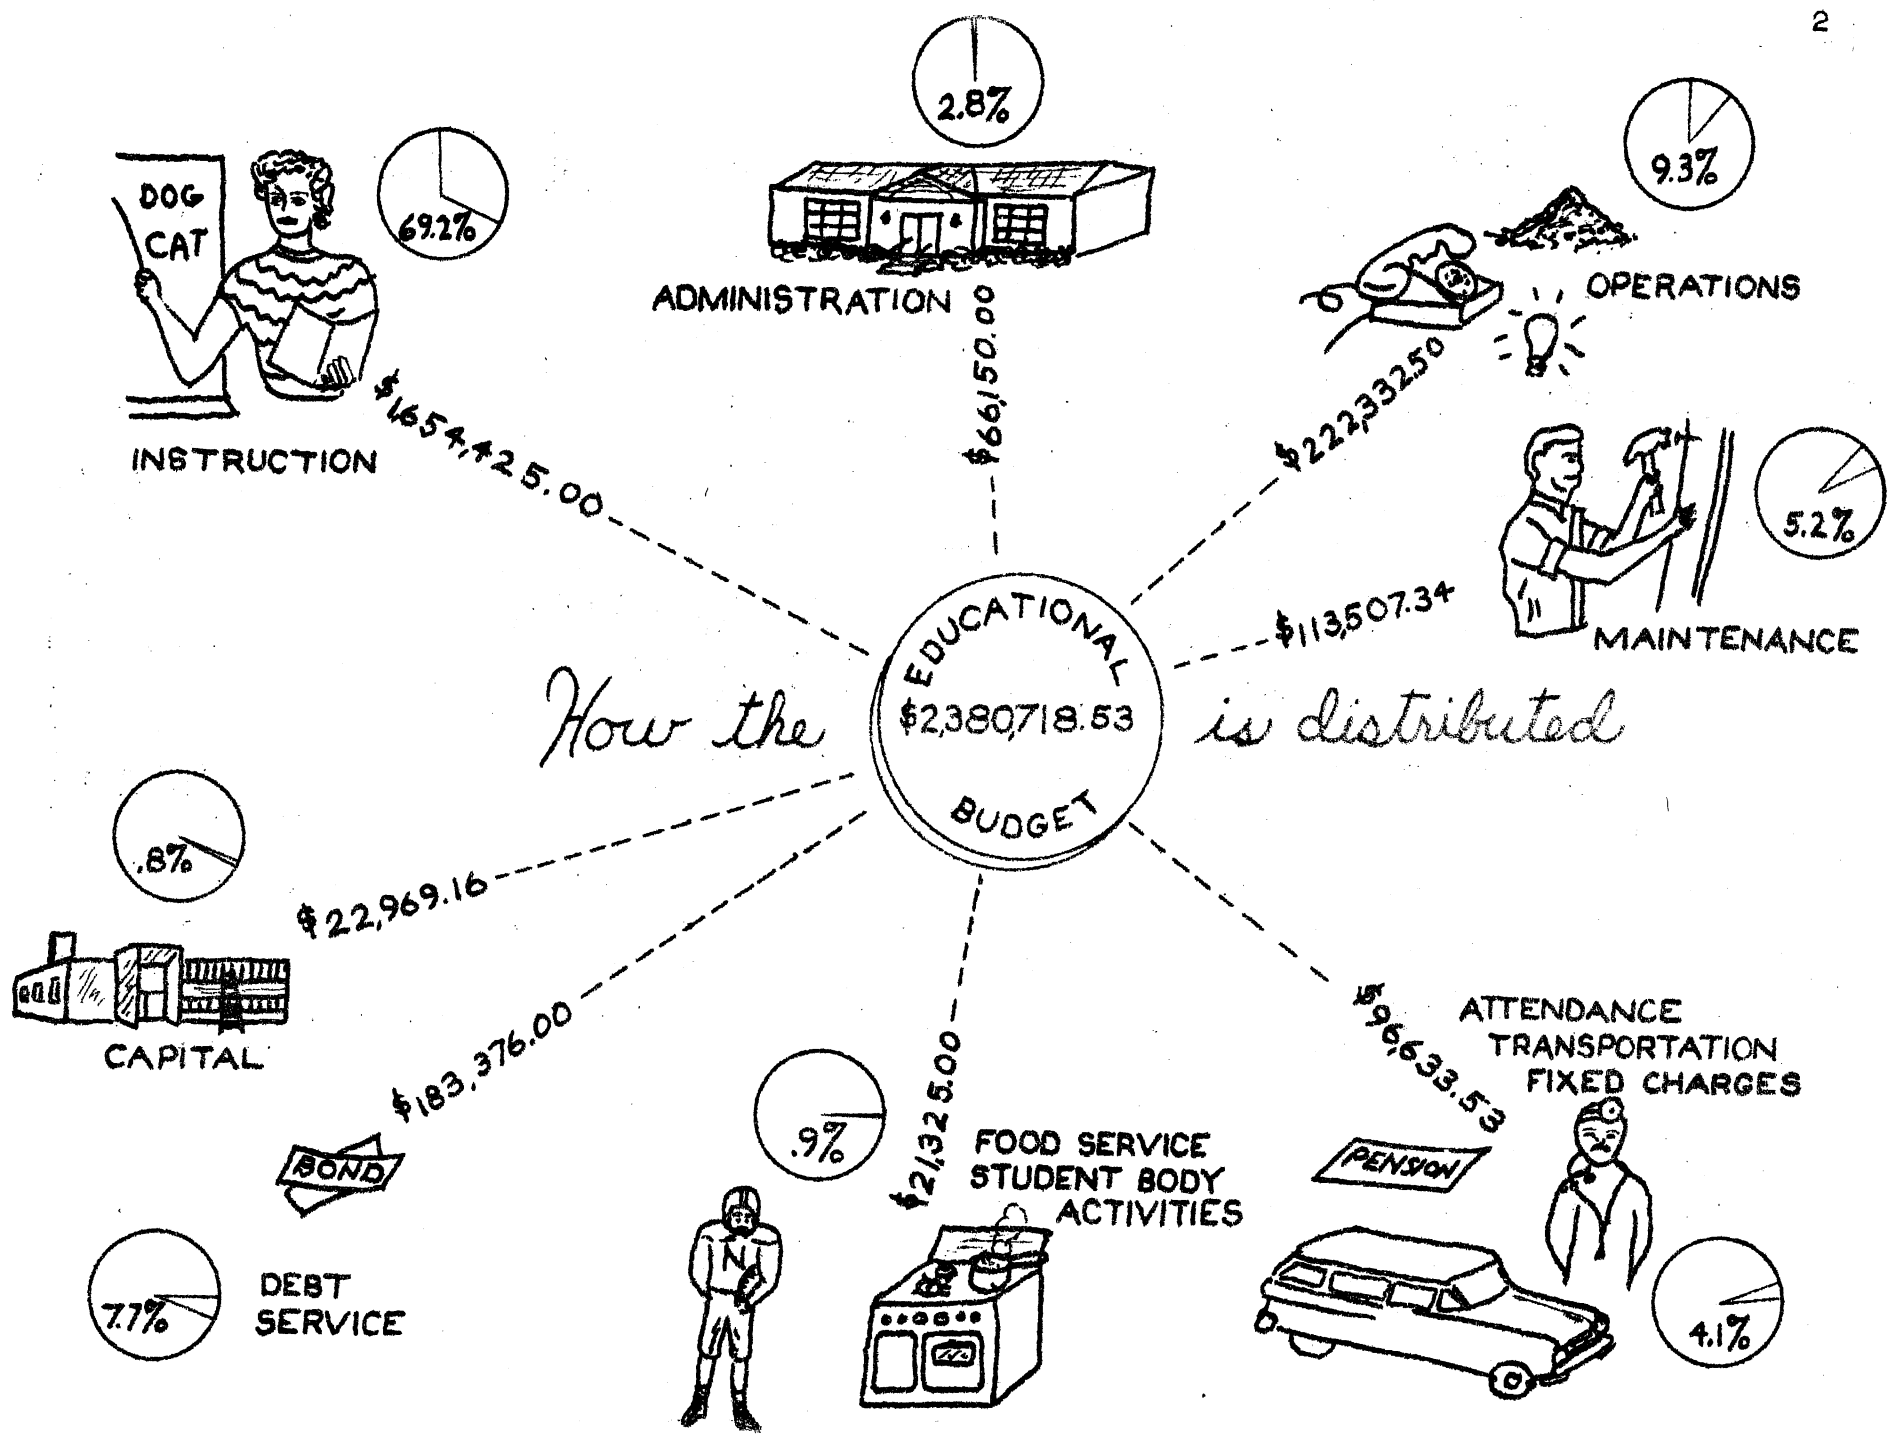 2
2.8%
ADMINISTRATION
$66,150.00
69.2%
DOG
CAT
INSTRUCTION
$1,654,425.00
9.3%
OPERATIONS
$222,332.50
5.2%
MAINTENANCE
$113,507.34
How the
EDUCATIONAL
$2,380,718.53
BUDGET
is distributed
.8%
CAPITAL
$22,969.16
$183,376.00
BOND
7.7%
DEBT
SERVICE
.9%
$21,325.00
FOOD SERVICE
STUDENT BODY
ACTIVITIES
N
$96,633.53
ATTENDANCE
TRANSPORTATION
FIXED CHARGES
PENSION
4.1%